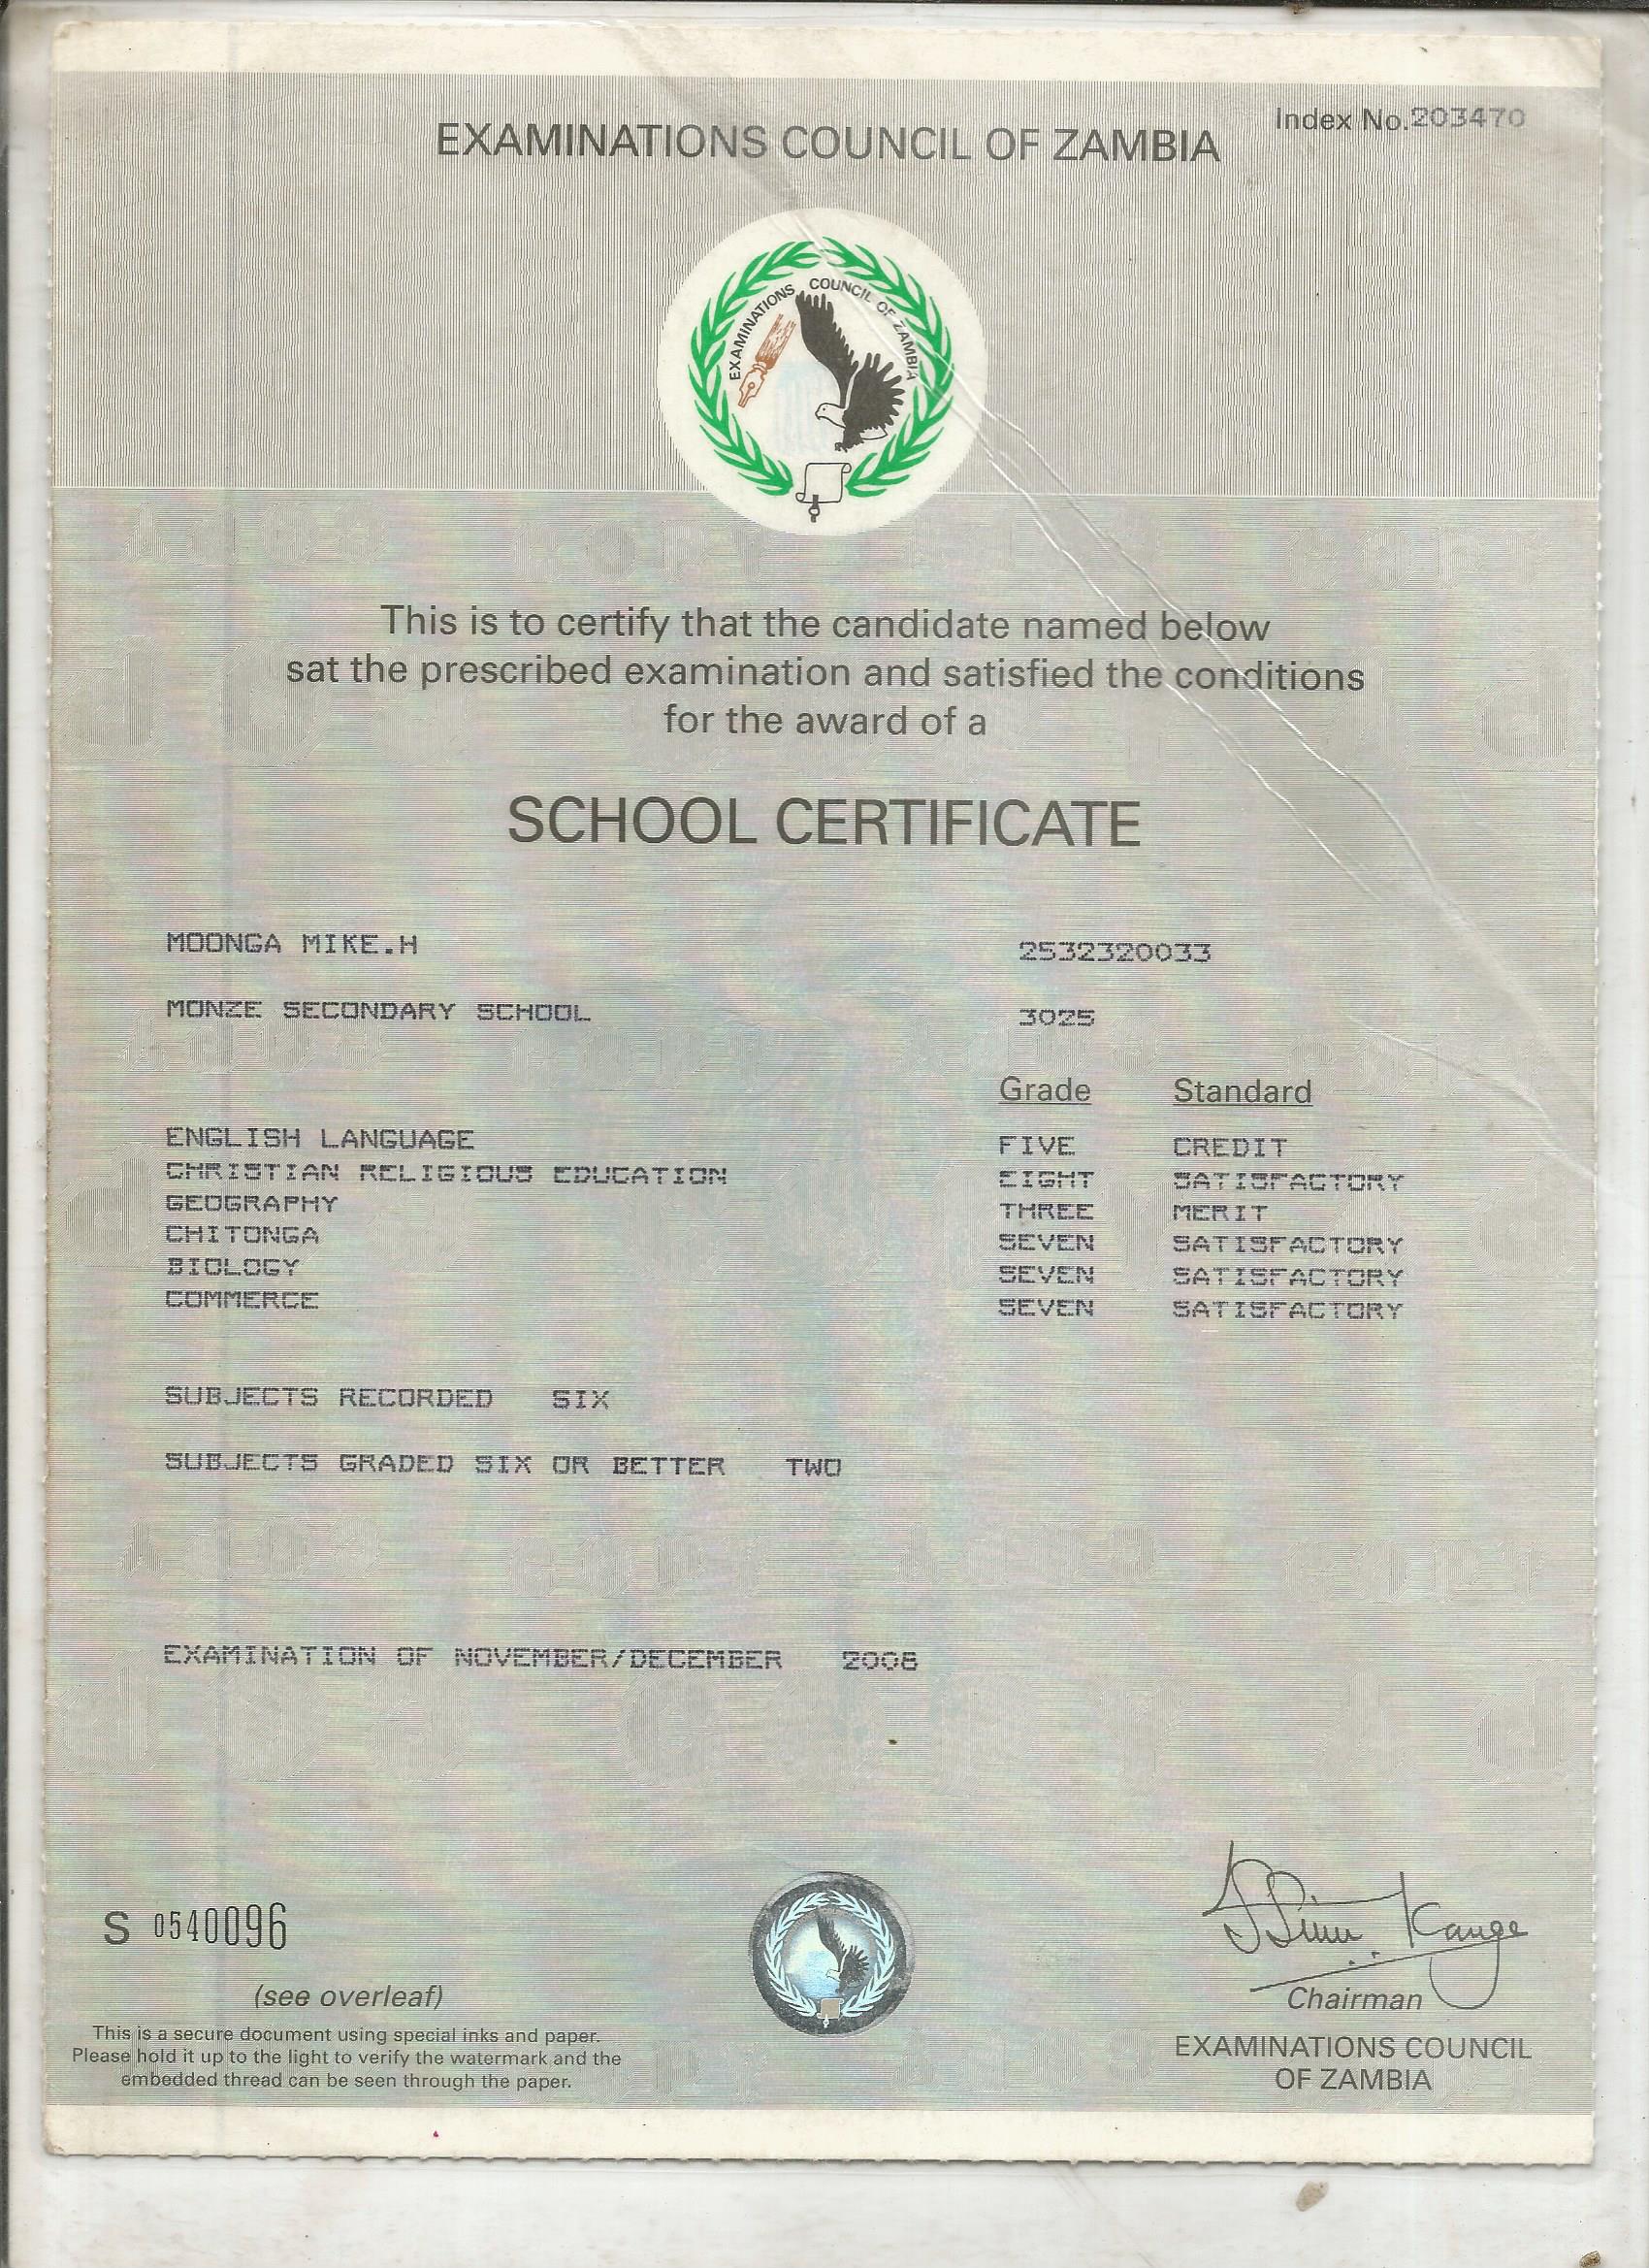 Index No.203470
EXAMINATIONS COUNCIL OF ZAMBIA
EXAMINATIONS COUNCIL OF ZAMBIA
This is to certify that the candidate named below
sat the prescribed examination and satisfied the conditions
for the award of a
SCHOOL CERTIFICATE
MOONGA MIKE.H 2532320033
MONZE SECONDARY SCHOOL 3025
Grade Standard
ENGLISH LANGUAGE FIVE CREDIT
CHRISTIAN RELIGIOUS EDUCATION EIGHT SATISFACTORY
GEOGRAPHY THREE MERIT
CHITONGA SEVEN SATISFACTORY
BIOLOGY SEVEN SATISFACTORY
COMMERCE SEVEN SATISFACTORY
SUBJECTS RECORDED SIX
SUBJECTS GRADED SIX OR BETTER TWO
EXAMINATION OF NOVEMBER/DECEMBER
S 0540096
(see overleaf)
This is a secure document using special inks and paper.
Please hold it up to the light to verify the watermark and the
embedded thread can be seen through the paper.
Chairman
EXAMINATIONS COUNCIL
OF ZAMBIA